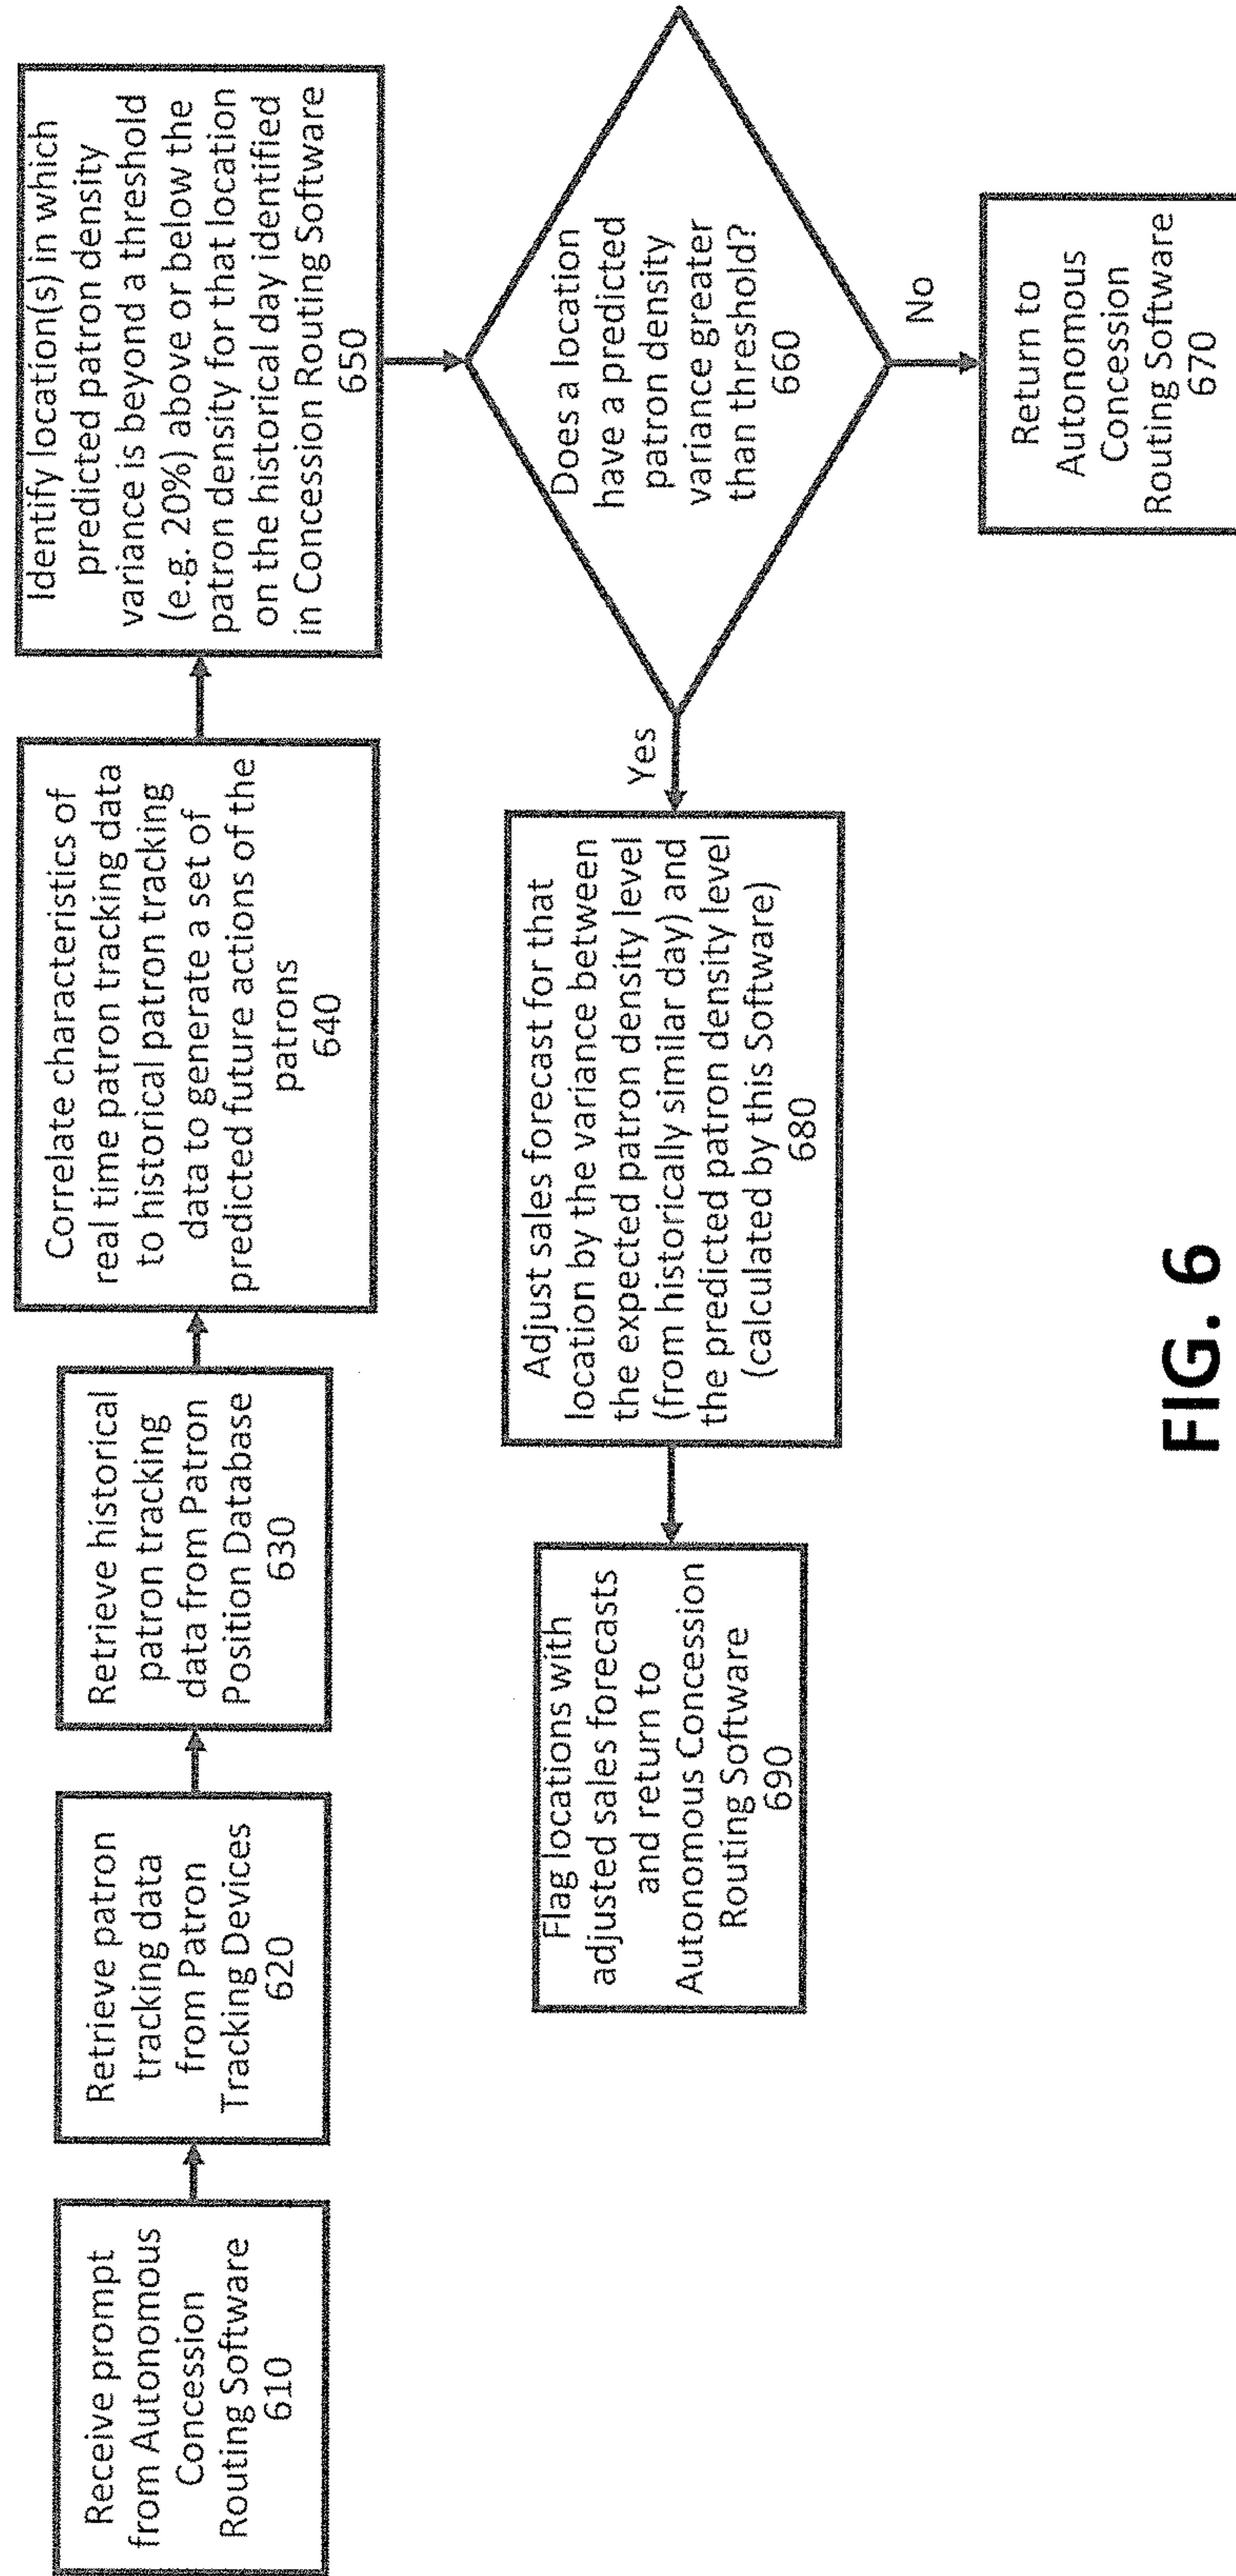 Receive prompt
from Autonomous
Concession
Routing Software
610
Retrieve patron
tracking data
from Patron
Tracking Devices
620
Retrieve historical
patron tracking
data from Patron
Position Database
630
Correlate characteristics of
real time patron tracking data
to historical patron tracking
data to generate a set of
predicted future actions of the
patrons
640
Identify location(s) in which
predicted patron density
variance is beyond a threshold
(e.g. 20%) above or below the
patron density for that location
on the historical day identified
in Concession Routing Software
650
Does a location
have a predicted
patron density
variance greater
than threshold?
660
No
Return to
Autonomous
Concession
Routing Software
670
Yes
Adjust sales forecast for that
location by the variance between
the expected patron density level
(from historically similar day) and
the predicted patron density level
(calculated by this Software)
680
Flag locations with
adjusted sales forecasts
and return to
Autonomous Concession
Routing Software
690
FIG. 6